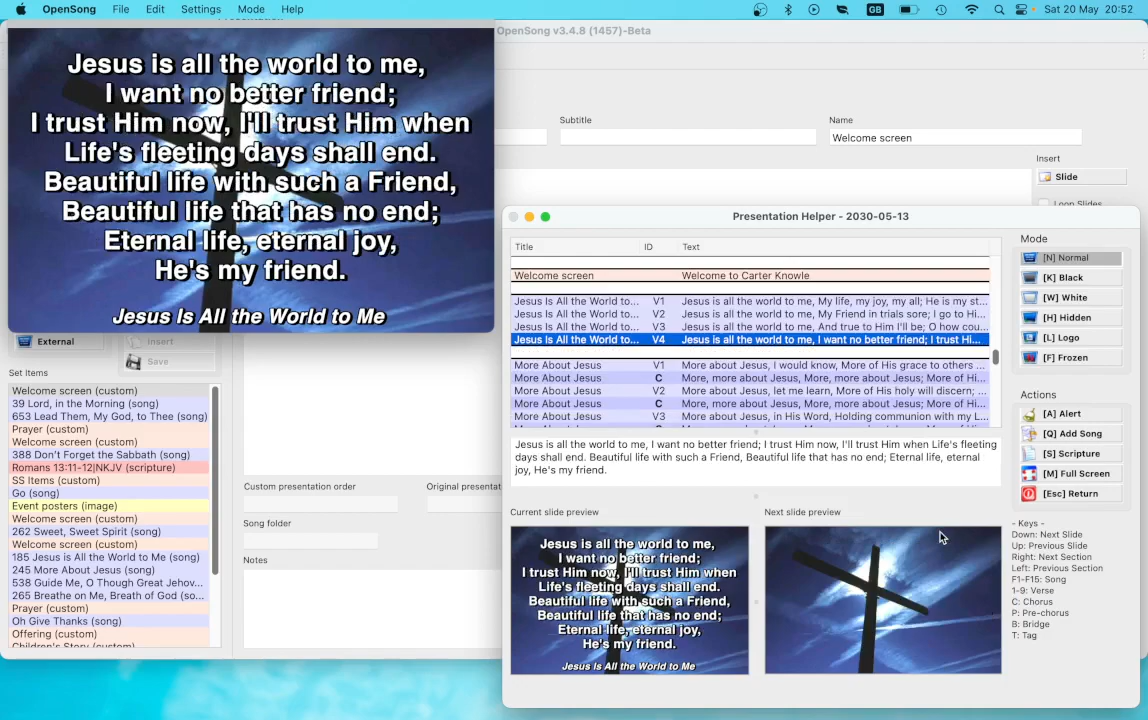 OpenSong File Edit Settings Mode Help GB Sat 20 May 20:52
OpenSong v3.4.8 (1457)-Beta
Jesus is all the world to me,
I want no better friend;
I trust Him now, I'll trust Him when
Life's fleeting days shall end.
Beautiful life with such a Friend,
Beautiful life that has no end;
Eternal life, eternal joy,
He's my friend.
Jesus Is All the World to Me
Subtitle
Name
Welcome screen
Insert
Slide
Loop Slides
External
Insert
Save
Set Items
Welcome screen (custom)
39 Lord, in the Morning (song)
653 Lead Them, My God, to Thee (song)
Prayer (custom)
Welcome screen (custom)
388 Don't Forget the Sabbath (song)
Romans 13:11-12|NKJV (scripture)
SS Items (custom)
Go (song)
Event posters (image)
Welcome screen (custom)
262 Sweet, Sweet Spirit (song)
Welcome screen (custom)
185 Jesus is All the World to Me (song)
245 More About Jesus (song)
538 Guide Me, O Though Great Jehov...
265 Breathe on Me, Breath of God (so...
Prayer (custom)
Oh Give Thanks (song)
Offering (custom)
Children's Story (custom)
Custom presentation order
Original presentat
Song folder
Notes
Presentation Helper - 2030-05-13
Title ID Text
Welcome screen Welcome to Carter Knowle
Jesus Is All the World to... V1 Jesus is all the world to me, My life, my joy, my all; He is my st...
Jesus Is All the World to... V2 Jesus is all the world to me, My Friend in trials sore; I go to Hi...
Jesus Is All the World to... V3 Jesus is all the world to me, And true to Him I'll be; O how cou...
Jesus Is All the World to... V4 Jesus is all the world to me, I want no better friend; I trust Hi...
More About Jesus V1 More about Jesus, I would know, More of His grace to others ...
More About Jesus C More, more about Jesus, More, more about Jesus; More of Hi...
More About Jesus V2 More about Jesus, let me learn, More of His holy will discern; ...
More About Jesus C More, more about Jesus, More, more about Jesus; More of Hi...
More About Jesus V3 More about Jesus, in His Word, Holding communion with my L...
Jesus is all the world to me, I want no better friend; I trust Him now, I'll trust Him when Life's fleeting
days shall end. Beautiful life with such a Friend, Beautiful life that has no end; Eternal life, eternal
joy, He's my friend.
Current slide preview
Next slide preview
Jesus is all the world to me,
I want no better friend;
I trust Him now, I'll trust Him when
Life's fleeting days shall end.
Beautiful life with such a Friend,
Beautiful life that has no end;
Eternal life, eternal joy,
He's my friend.
Jesus Is All the World to Me
Mode
[N] Normal
[K] Black
[W] White
[H] Hidden
[L] Logo
[F] Frozen
Actions
[A] Alert
[Q] Add Song
[S] Scripture
[M] Full Screen
[Esc] Return
- Keys -
Down: Next Slide
Up: Previous Slide
Right: Next Section
Left: Previous Section
F1-F15: Song
1-9: Verse
C: Chorus
P: Pre-chorus
B: Bridge
T: Tag